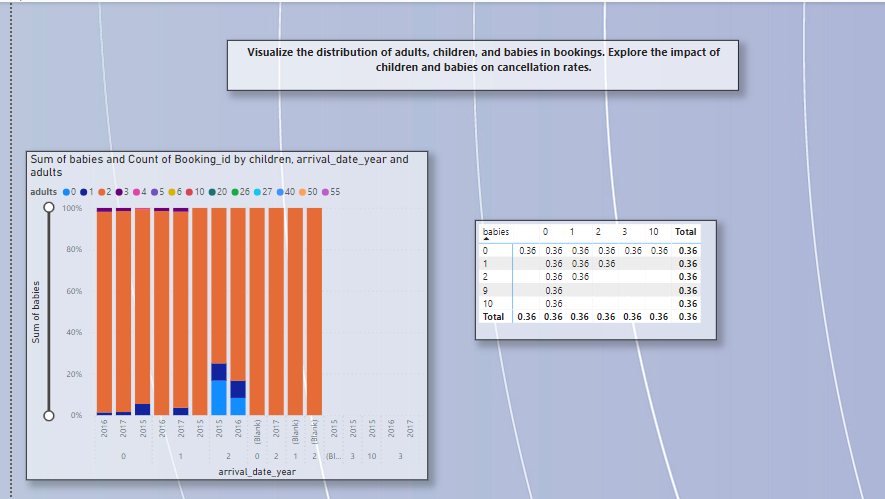 Visualize the distribution of adults, children, and babies in bookings. Explore the impact of
children and babies on cancellation rates.
Sum of babies and Count of Booking_id by children, arrival_date_year and
adults
adults 0 1 2 3 4 5 6 10 20 26 27 40 50 55
100%
80%
60%
40%
20%
0%
Sum of babies
2016 2017 2015 2016 2017 2015 2015 2016 (Blank) 2017 (Blank) (Blank) 2015 2015 2015 2016 2017
0 1 2 0 2 1 2 (Bl... 3 10 3
arrival_date_year
babies 0 1 2 3 10 Total
0 0.36 0.36 0.36 0.36 0.36 0.36 0.36
1 0.36 0.36 0.36 0.36
2 0.36 0.36 0.36
9 0.36 0.36
10 0.36 0.36
Total 0.36 0.36 0.36 0.36 0.36 0.36 0.36